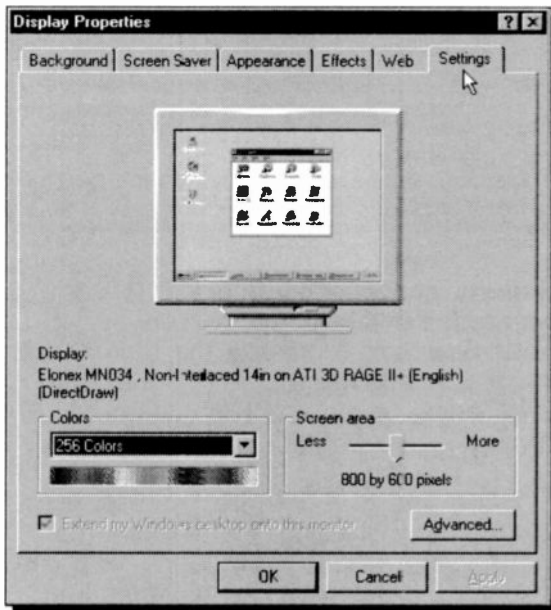 Display Properties
Background Screen Saver Appearance Effects Web Settings
Display:
Elonex MN034 , Non-Interlaced 14in on ATI 3D RAGE II+ (English)
(DirectDraw)
Colors
256 Colors
Screen area
Less More
800 by 600 pixels
Extend my Windows desktop onto this monitor
Advanced...
OK Cancel Apply